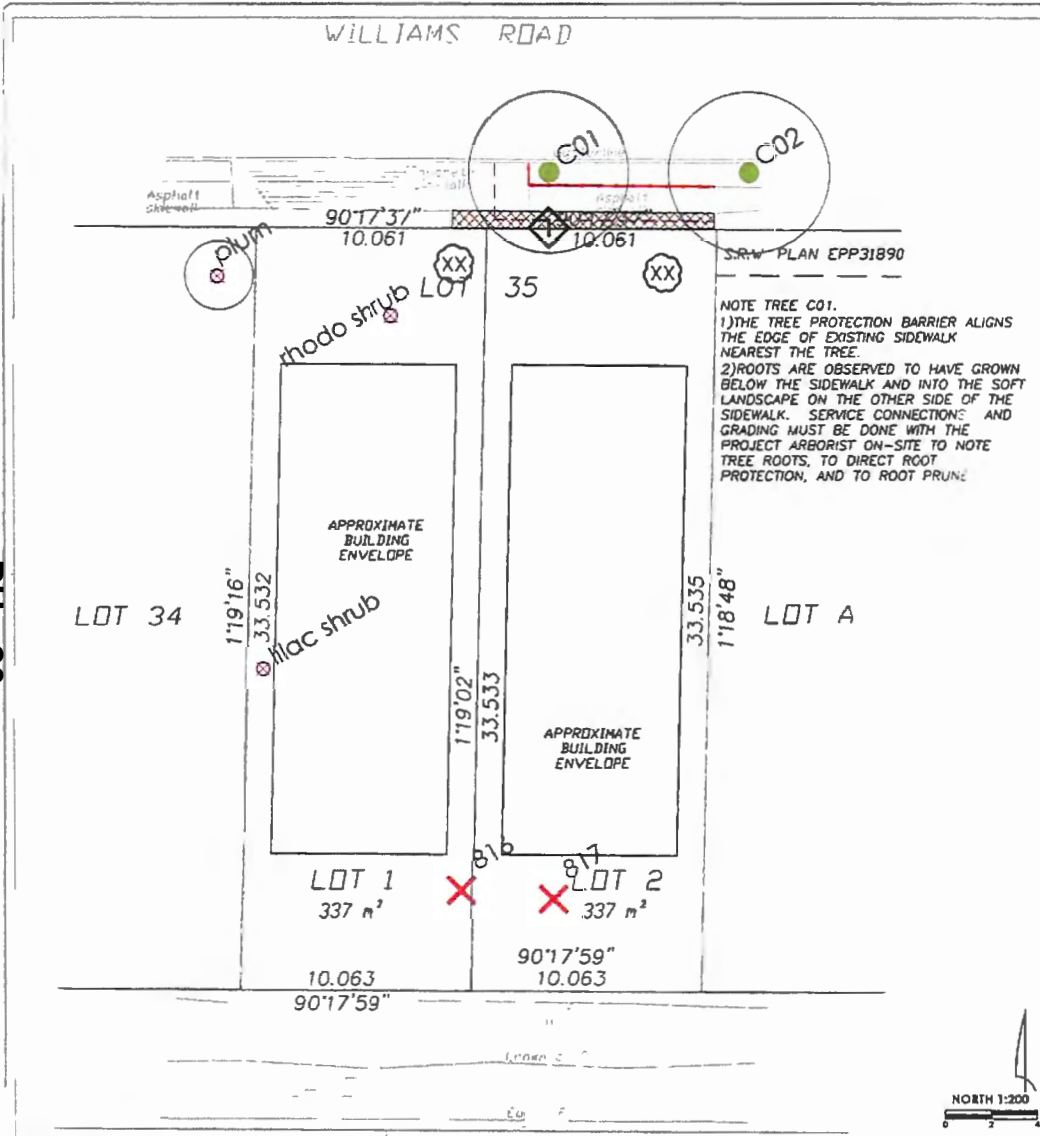 WILLIAMS ROAD
C01
C02
Asphalt
90°17'37"
10.061
10.061
plum
XX
XX
LOT 35
rhodo shrub
S.R.W PLAN EPP31890
NOTE TREE C01.
1)THE TREE PROTECTION BARRIER ALIGNS
THE EDGE OF EXISTING SIDEWALK
NEAREST THE TREE.
2)ROOTS ARE OBSERVED TO HAVE GROWN
BELOW THE SIDEWALK AND INTO THE SOFT
LANDSCAPE ON THE OTHER SIDE OF THE
SIDEWALK. SERVICE CONNECTIONS AND
GRADING MUST BE DONE WITH THE
PROJECT ARBORIST ON-SITE TO NOTE
TREE ROOTS, TO DIRECT ROOT
PROTECTION, AND TO ROOT PRUNE
APPROXIMATE
BUILDING
ENVELOPE
LOT 34
1°19'16"
33.532
lilac shrub
1°19'02"
33.533
APPROXIMATE
BUILDING
ENVELOPE
33.535
1°18'48"
LOT A
816
817
LOT 1
337 m²
LOT 2
337 m²
10.063
90°17'59"
90°17'59"
10.063
NORTH 1:200
0 2 4